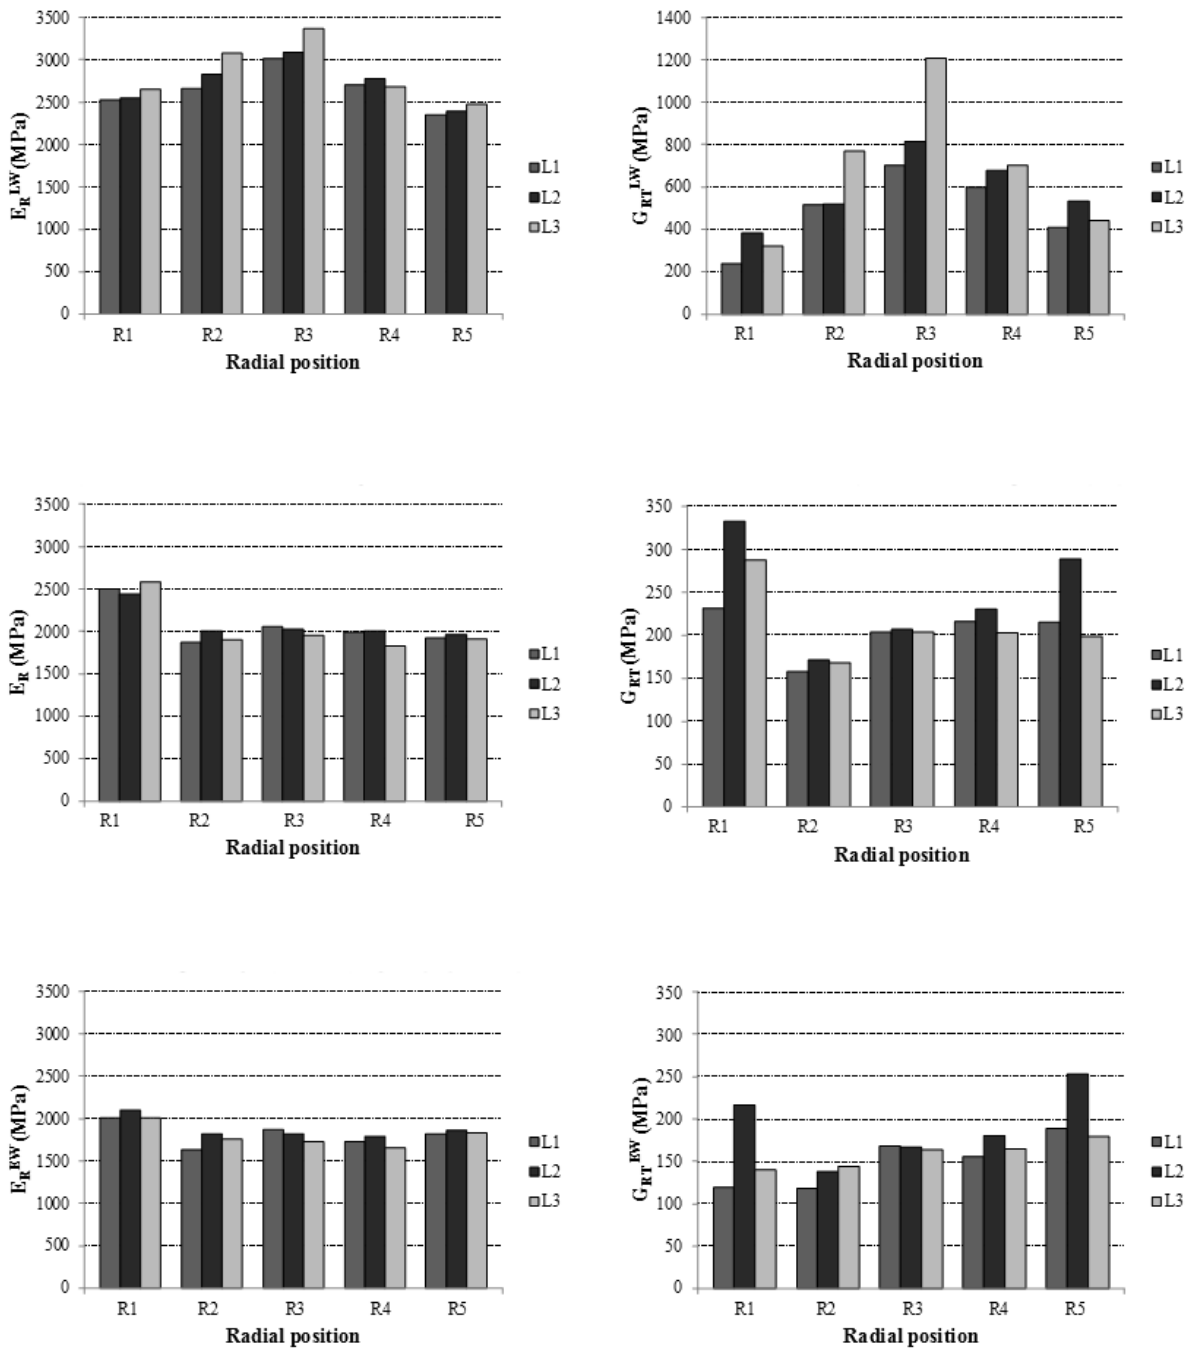 3500
3000
2500
2000
1500
1000
500
0
E_R^LW (MPa)
R1 R2 R3 R4 R5
Radial position
L1
L2
L3
1400
1200
1000
800
600
400
200
0
G_RT^LW (MPa)
R1 R2 R3 R4 R5
Radial position
L1
L2
L3
3500
3000
2500
2000
1500
1000
500
0
E_R (MPa)
R1 R2 R3 R4 R5
Radial position
L1
L2
L3
350
300
250
200
150
100
50
0
G_RT (MPa)
R1 R2 R3 R4 R5
Radial position
L1
L2
L3
3500
3000
2500
2000
1500
1000
500
0
E_R^EW (MPa)
R1 R2 R3 R4 R5
Radial position
L1
L2
L3
350
300
250
200
150
100
50
0
G_RT^EW (MPa)
R1 R2 R3 R4 R5
Radial position
L1
L2
L3